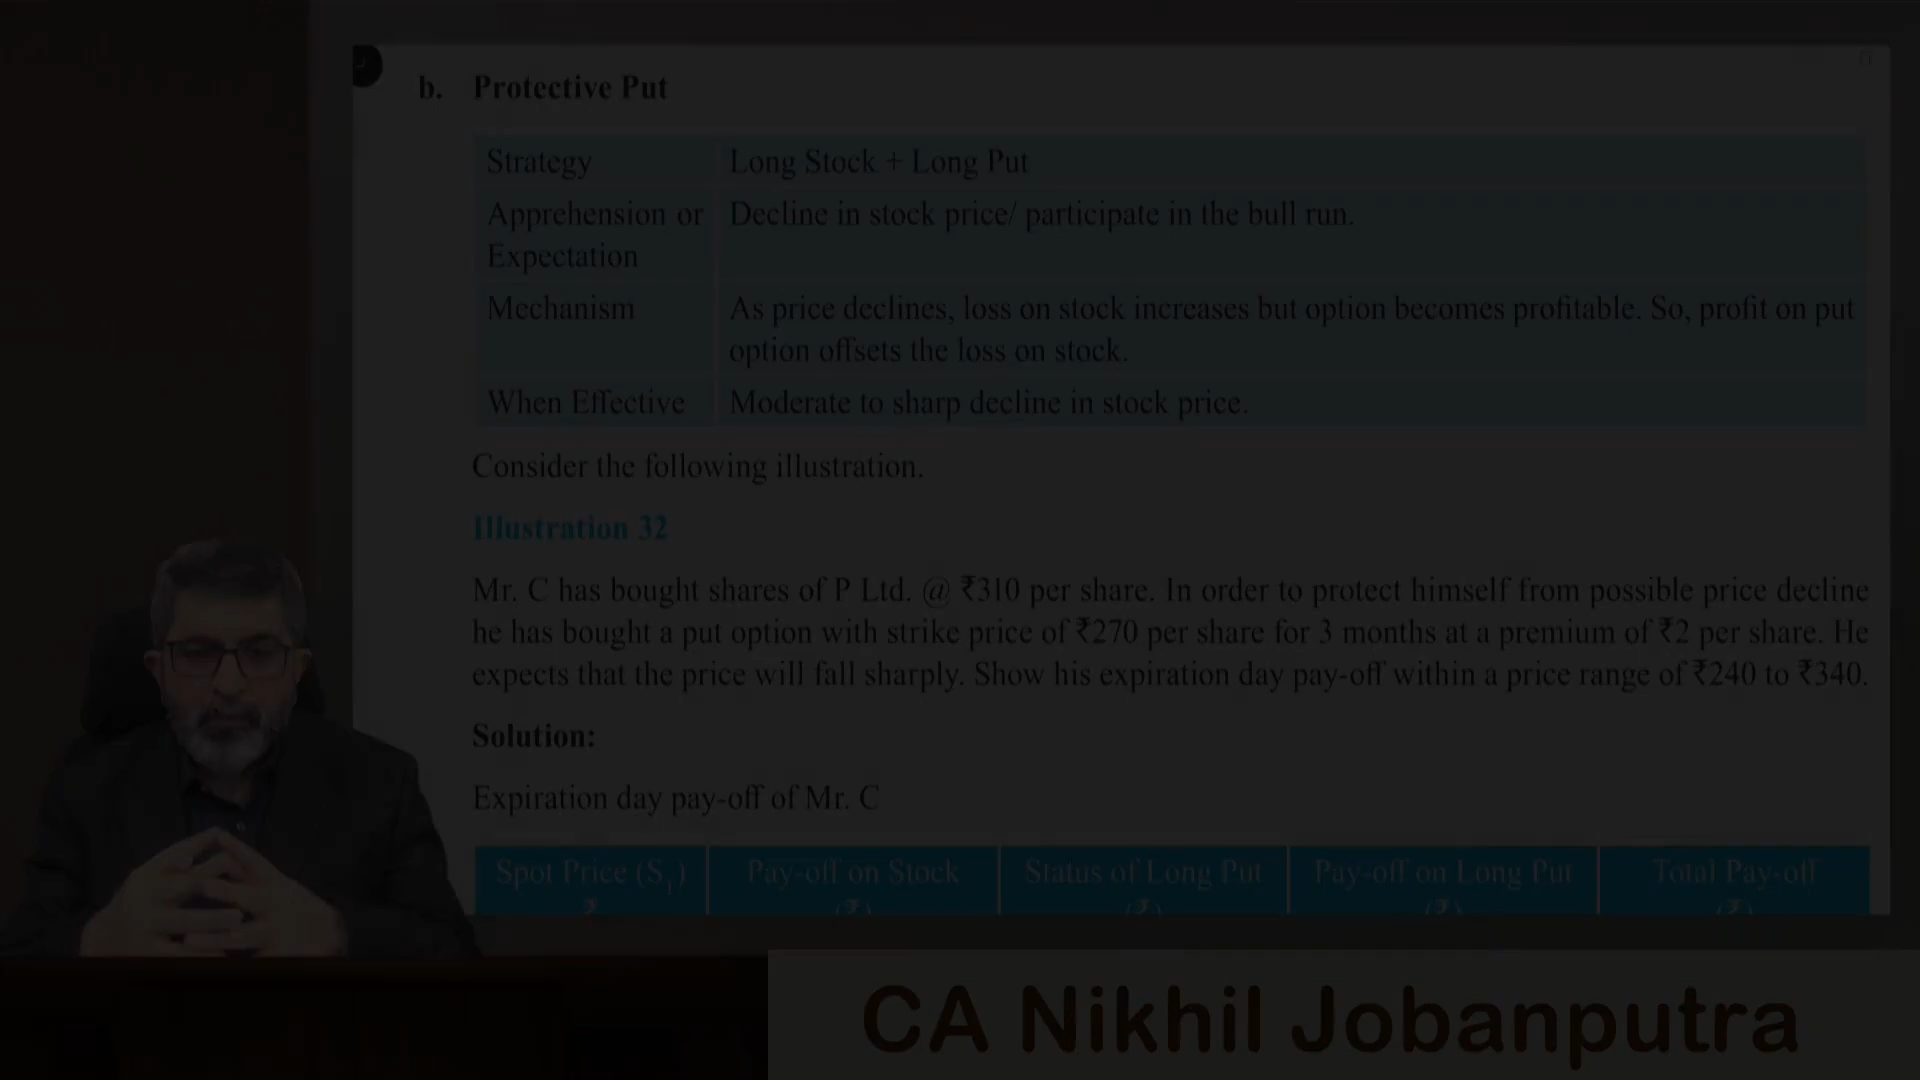 b. Protective Put
Strategy Long Stock + Long Put
Apprehension or Expectation Decline in stock price/ participate in the bull run.
Mechanism As price declines, loss on stock increases but option becomes profitable. So, profit on put
option offsets the loss on stock.
When Effective Moderate to sharp decline in stock price.
Consider the following illustration.
Illustration 32
Mr. C has bought shares of P Ltd. @ ₹310 per share. In order to protect himself from possible price decline
he has bought a put option with strike price of ₹270 per share for 3 months at a premium of ₹2 per share. He
expects that the price will fall sharply. Show his expiration day pay-off within a price range of ₹240 to ₹340.
Solution:
Expiration day pay-off of Mr. C
Spot Price (S₁) Pay-off on Stock Status of Long Put Pay-off on Long Put Total Pay-off
₹ (₹) (₹) (₹) (₹)
CA Nikhil Jobanputra